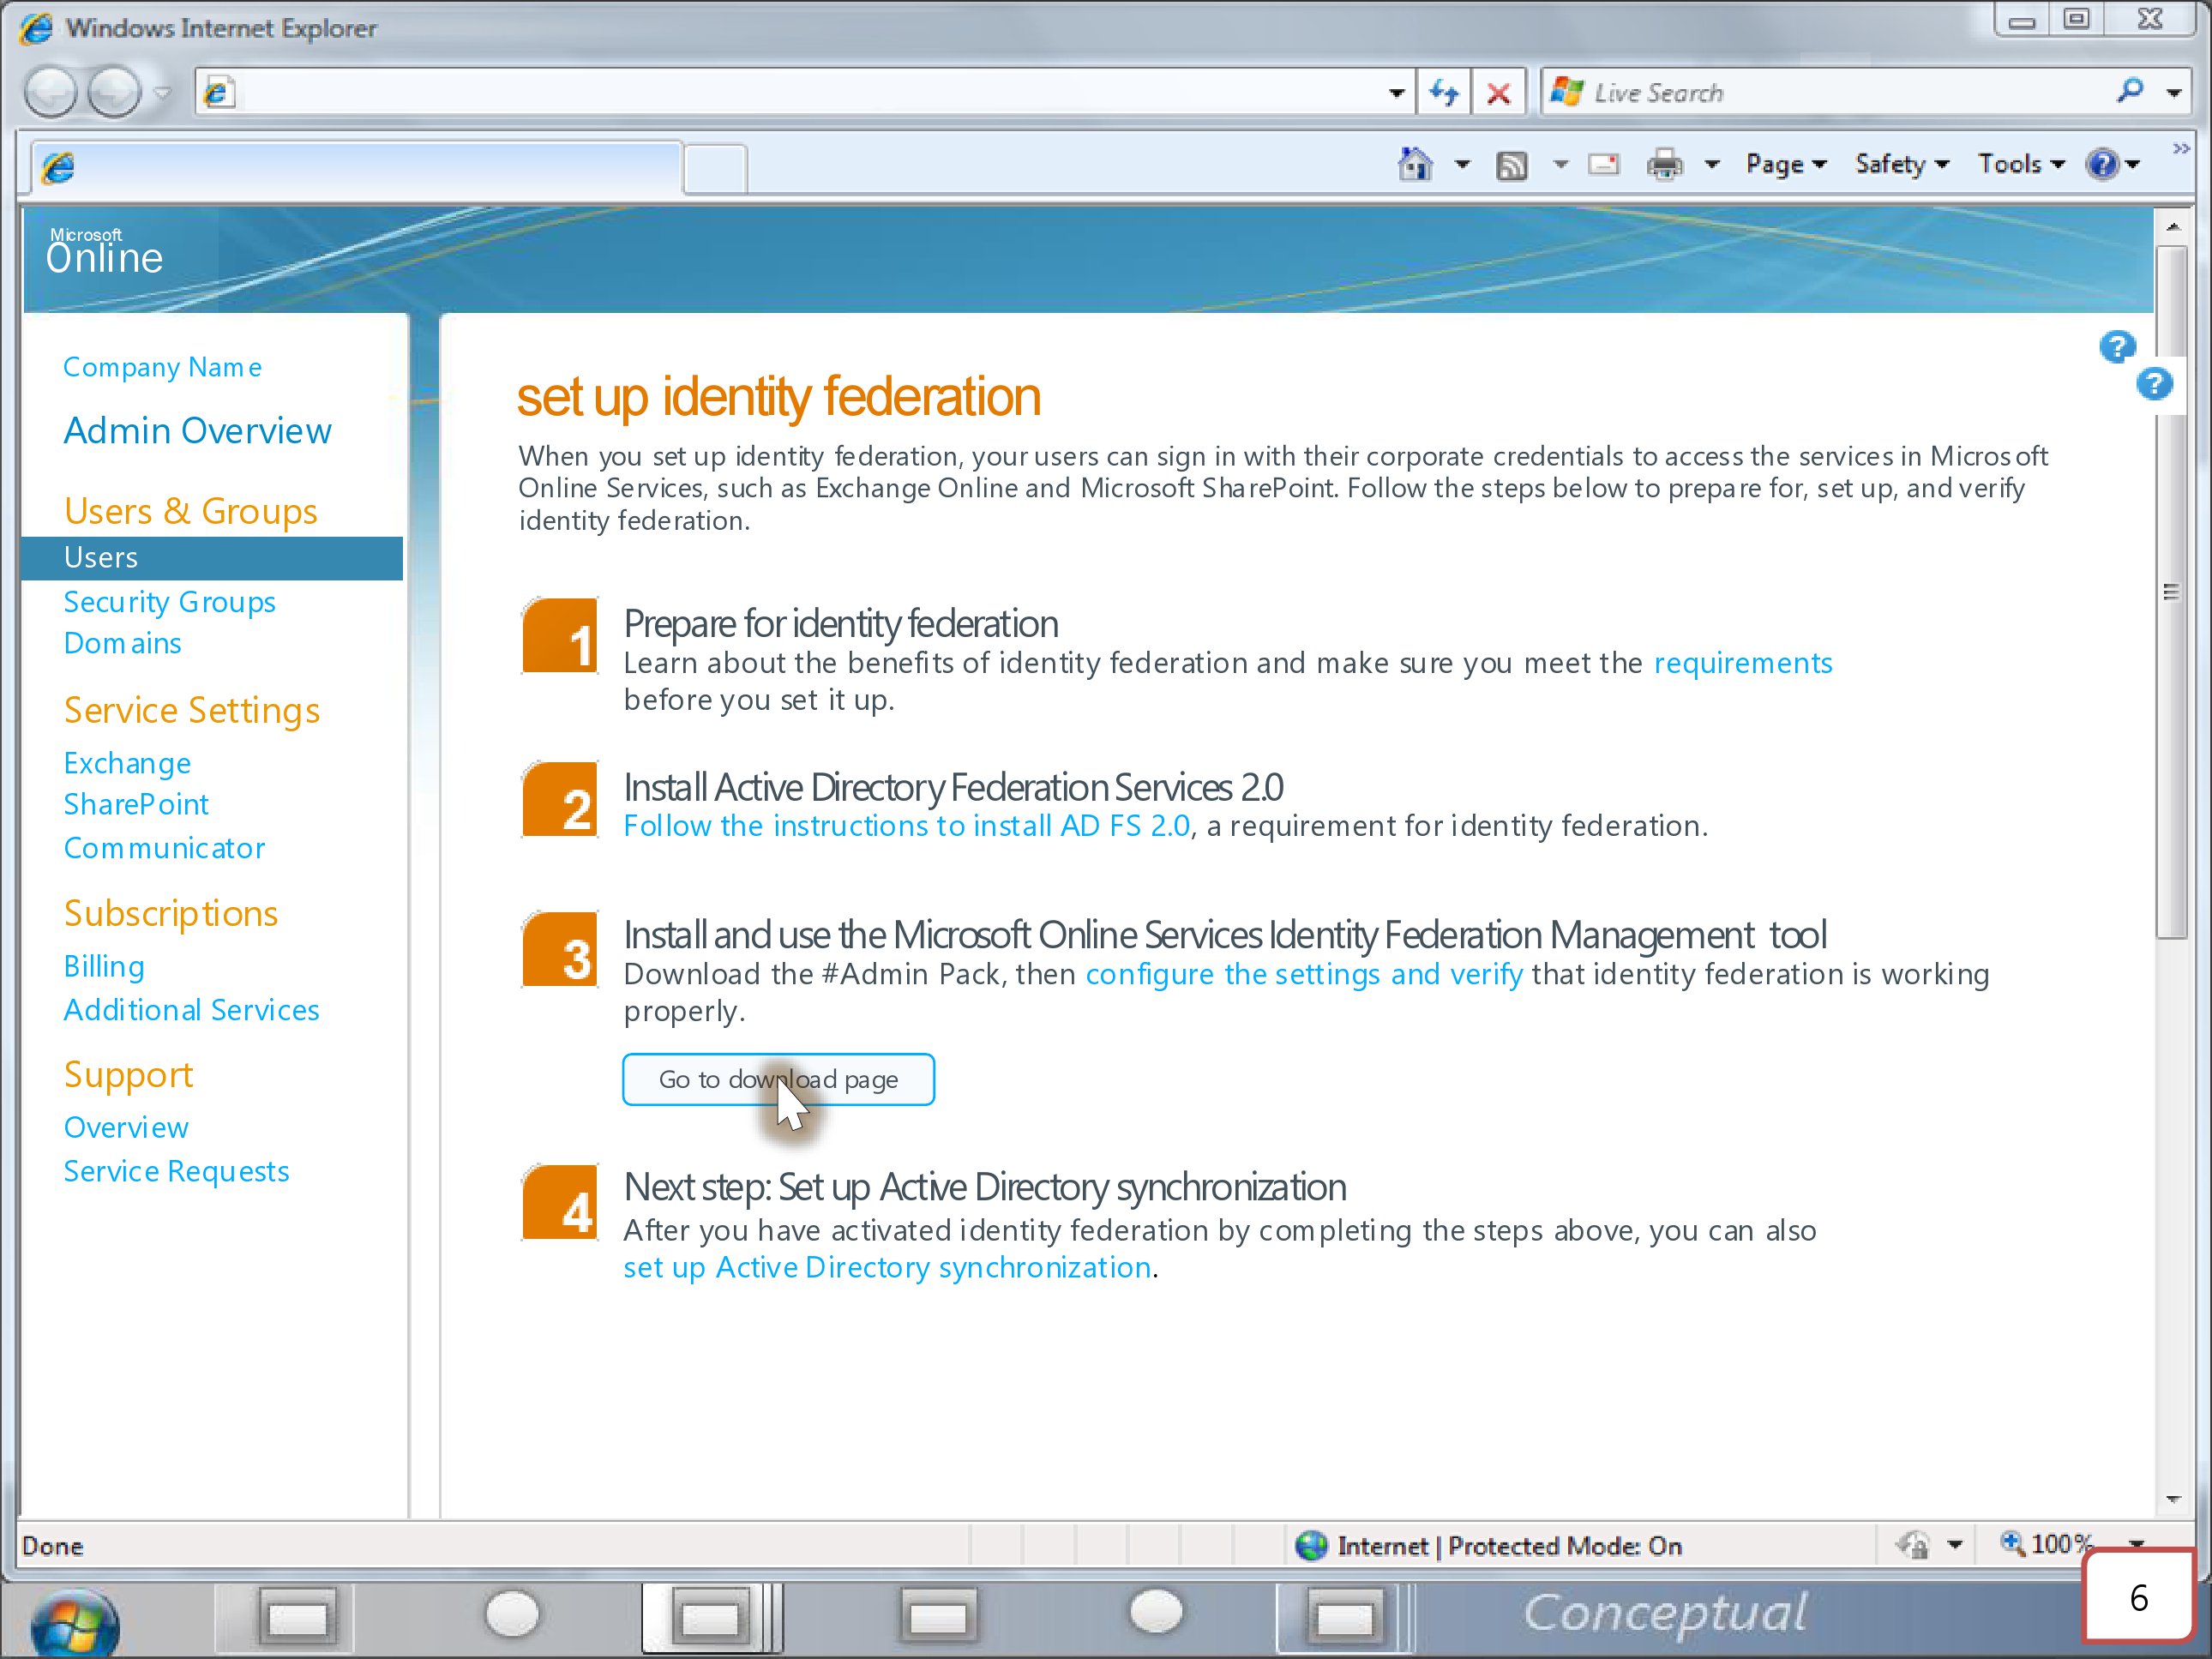 Windows Internet Explorer
Live Search
Page
Safety
Tools
Microsoft
Online
Company Name
Admin Overview
Users & Groups
Users
Security Groups
Domains
Service Settings
Exchange
SharePoint
Communicator
Subscriptions
Billing
Additional Services
Support
Overview
Service Requests
set up identity federation
When you set up identity federation, your users can sign in with their corporate credentials to access the services in Microsoft
Online Services, such as Exchange Online and Microsoft SharePoint. Follow the steps below to prepare for, set up, and verify
identity federation.
1
Prepare for identity federation
Learn about the benefits of identity federation and make sure you meet the requirements
before you set it up.
2
Install Active Directory Federation Services 2.0
Follow the instructions to install AD FS 2.0, a requirement for identity federation.
3
Install and use the Microsoft Online Services Identity Federation Management tool
Download the #Admin Pack, then configure the settings and verify that identity federation is working
properly.
Go to download page
4
Next step: Set up Active Directory synchronization
After you have activated identity federation by completing the steps above, you can also
set up Active Directory synchronization.
Done
Internet | Protected Mode: On
100%
Conceptual
6